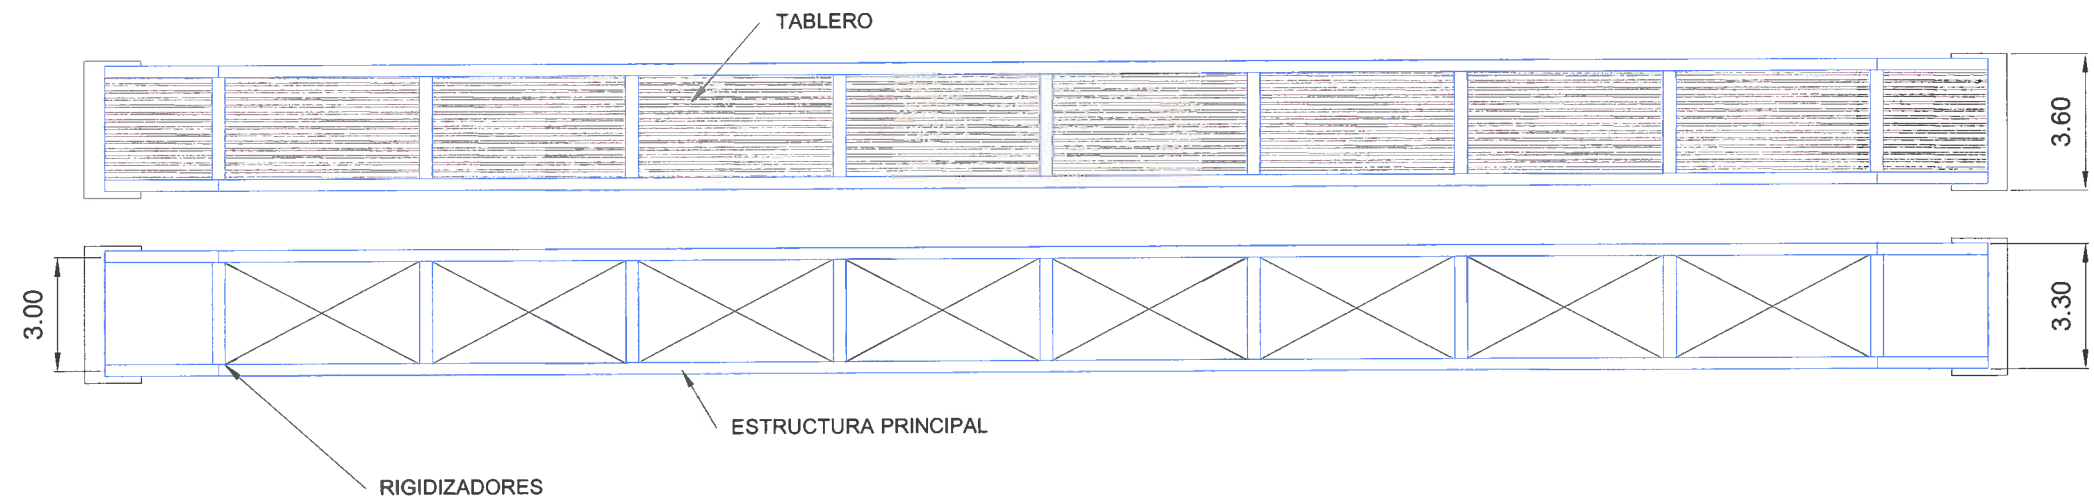 TABLERO
3.60
3.00
3.30
ESTRUCTURA PRINCIPAL
RIGIDIZADORES